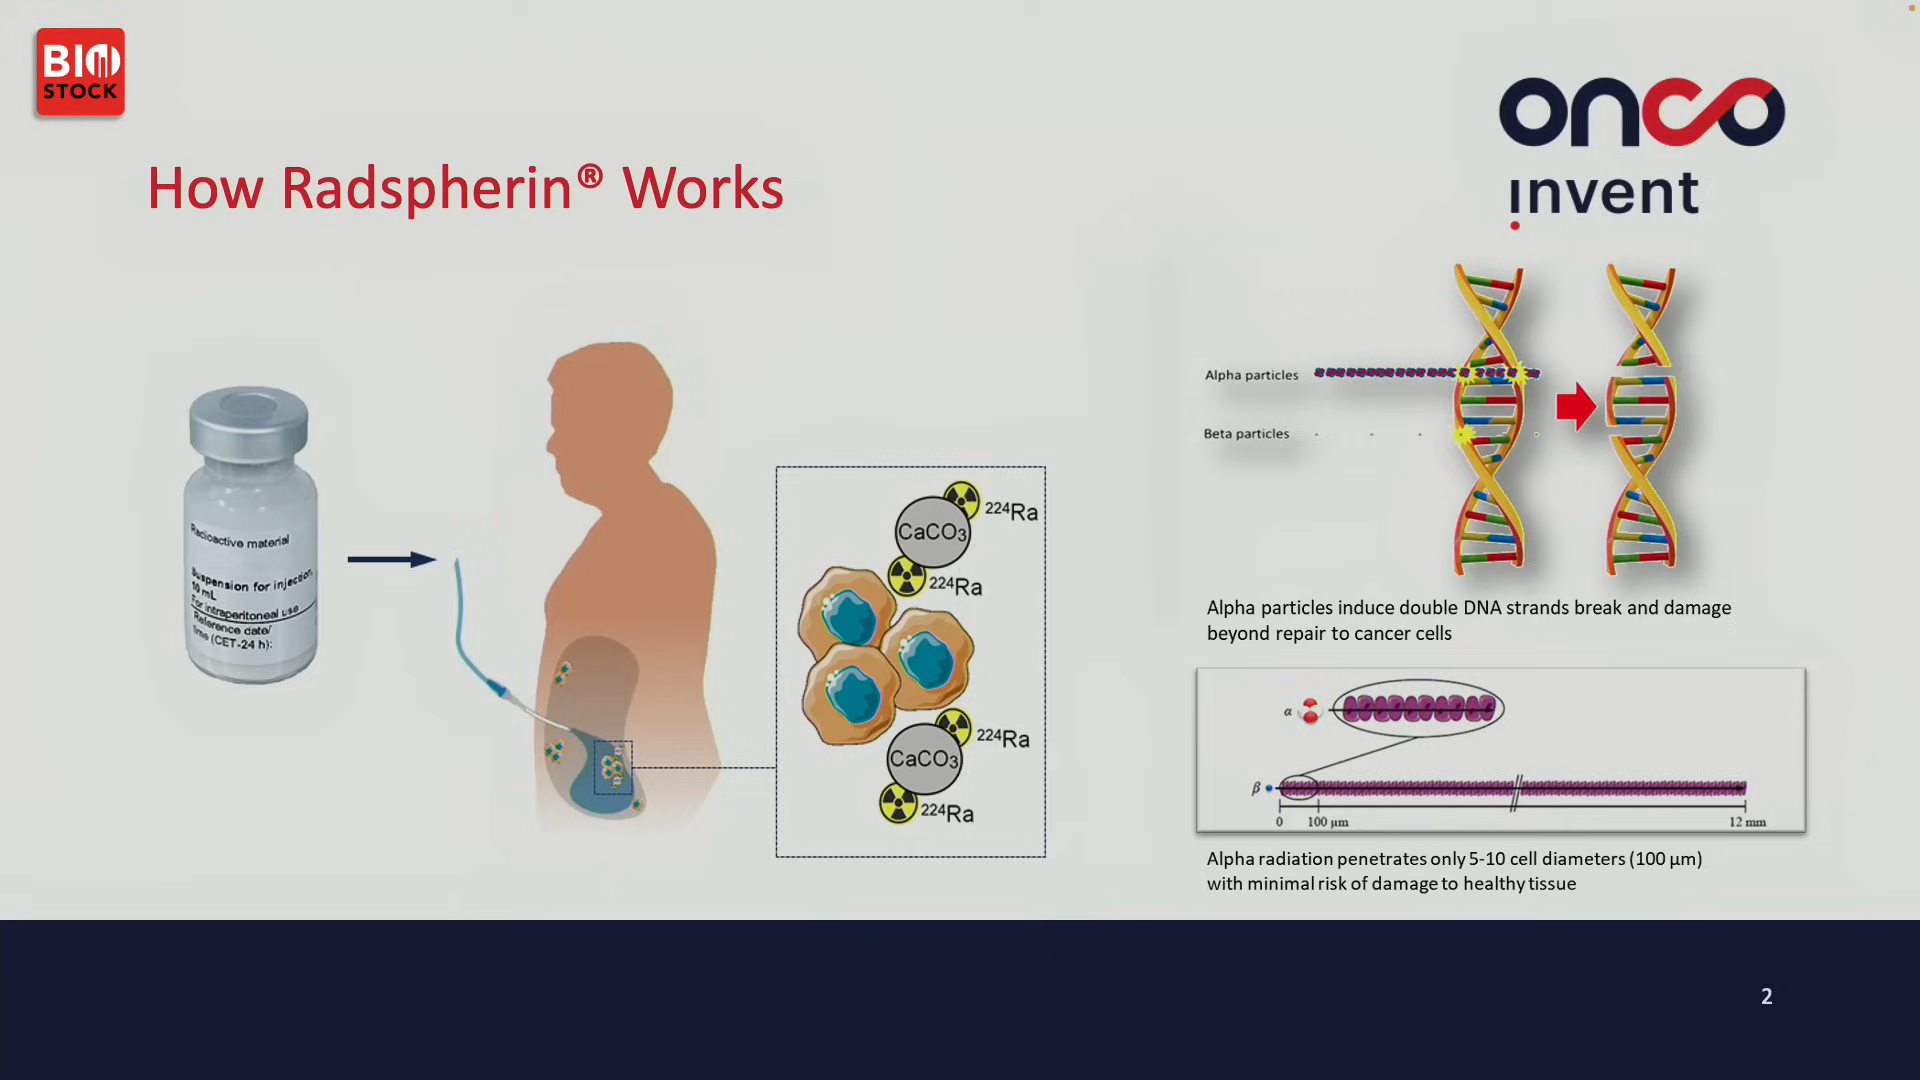 BIO
STOCK
onco
invent
How Radspherin® Works
Radioactive material
Suspension for injection,
10 mL
For intraperitoneal use
Reference date/
time (CET-24 h):
CaCO3
224Ra
224Ra
CaCO3
224Ra
224Ra
Alpha particles
Beta particles
Alpha particles induce double DNA strands break and damage
beyond repair to cancer cells
α
β
0 100 µm 12 mm
Alpha radiation penetrates only 5-10 cell diameters (100 µm)
with minimal risk of damage to healthy tissue
2